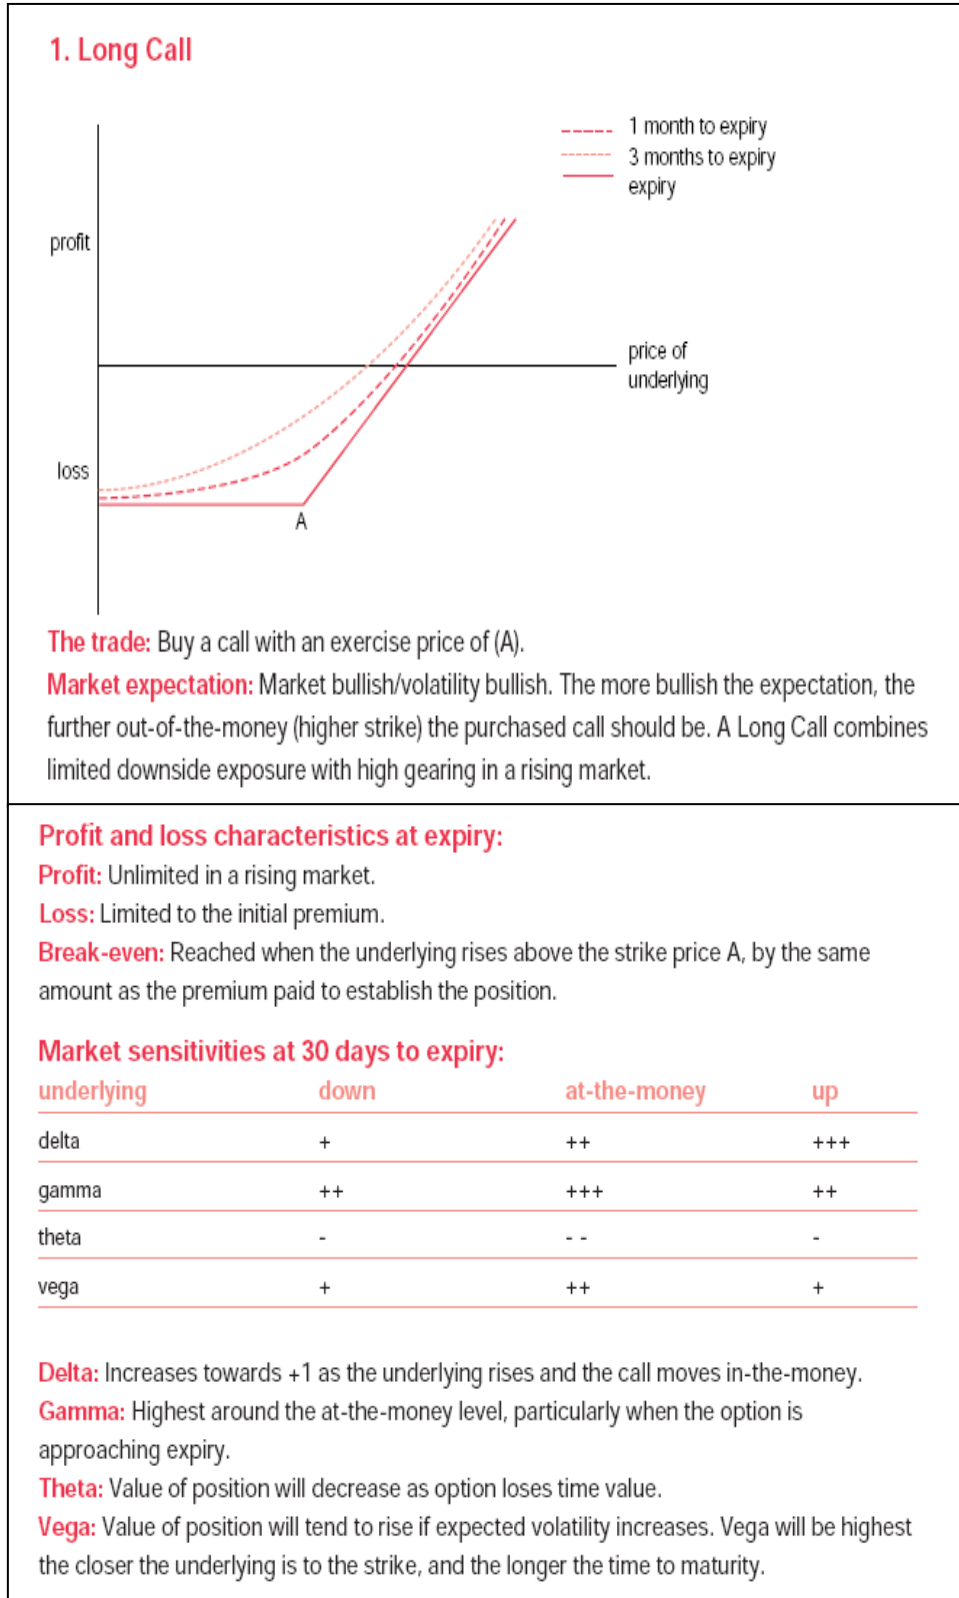 1. Long Call
1 month to expiry
3 months to expiry
expiry
profit
price of
underlying
loss
A
The trade: Buy a call with an exercise price of (A).
Market expectation: Market bullish/volatility bullish. The more bullish the expectation, the
further out-of-the-money (higher strike) the purchased call should be. A Long Call combines
limited downside exposure with high gearing in a rising market.
Profit and loss characteristics at expiry:
Profit: Unlimited in a rising market.
Loss: Limited to the initial premium.
Break-even: Reached when the underlying rises above the strike price A, by the same
amount as the premium paid to establish the position.
Market sensitivities at 30 days to expiry:
underlying down at-the-money up
delta + ++ +++
gamma ++ +++ ++
theta - - - -
vega + ++ +
Delta: Increases towards +1 as the underlying rises and the call moves in-the-money.
Gamma: Highest around the at-the-money level, particularly when the option is
approaching expiry.
Theta: Value of position will decrease as option loses time value.
Vega: Value of position will tend to rise if expected volatility increases. Vega will be highest
the closer the underlying is to the strike, and the longer the time to maturity.